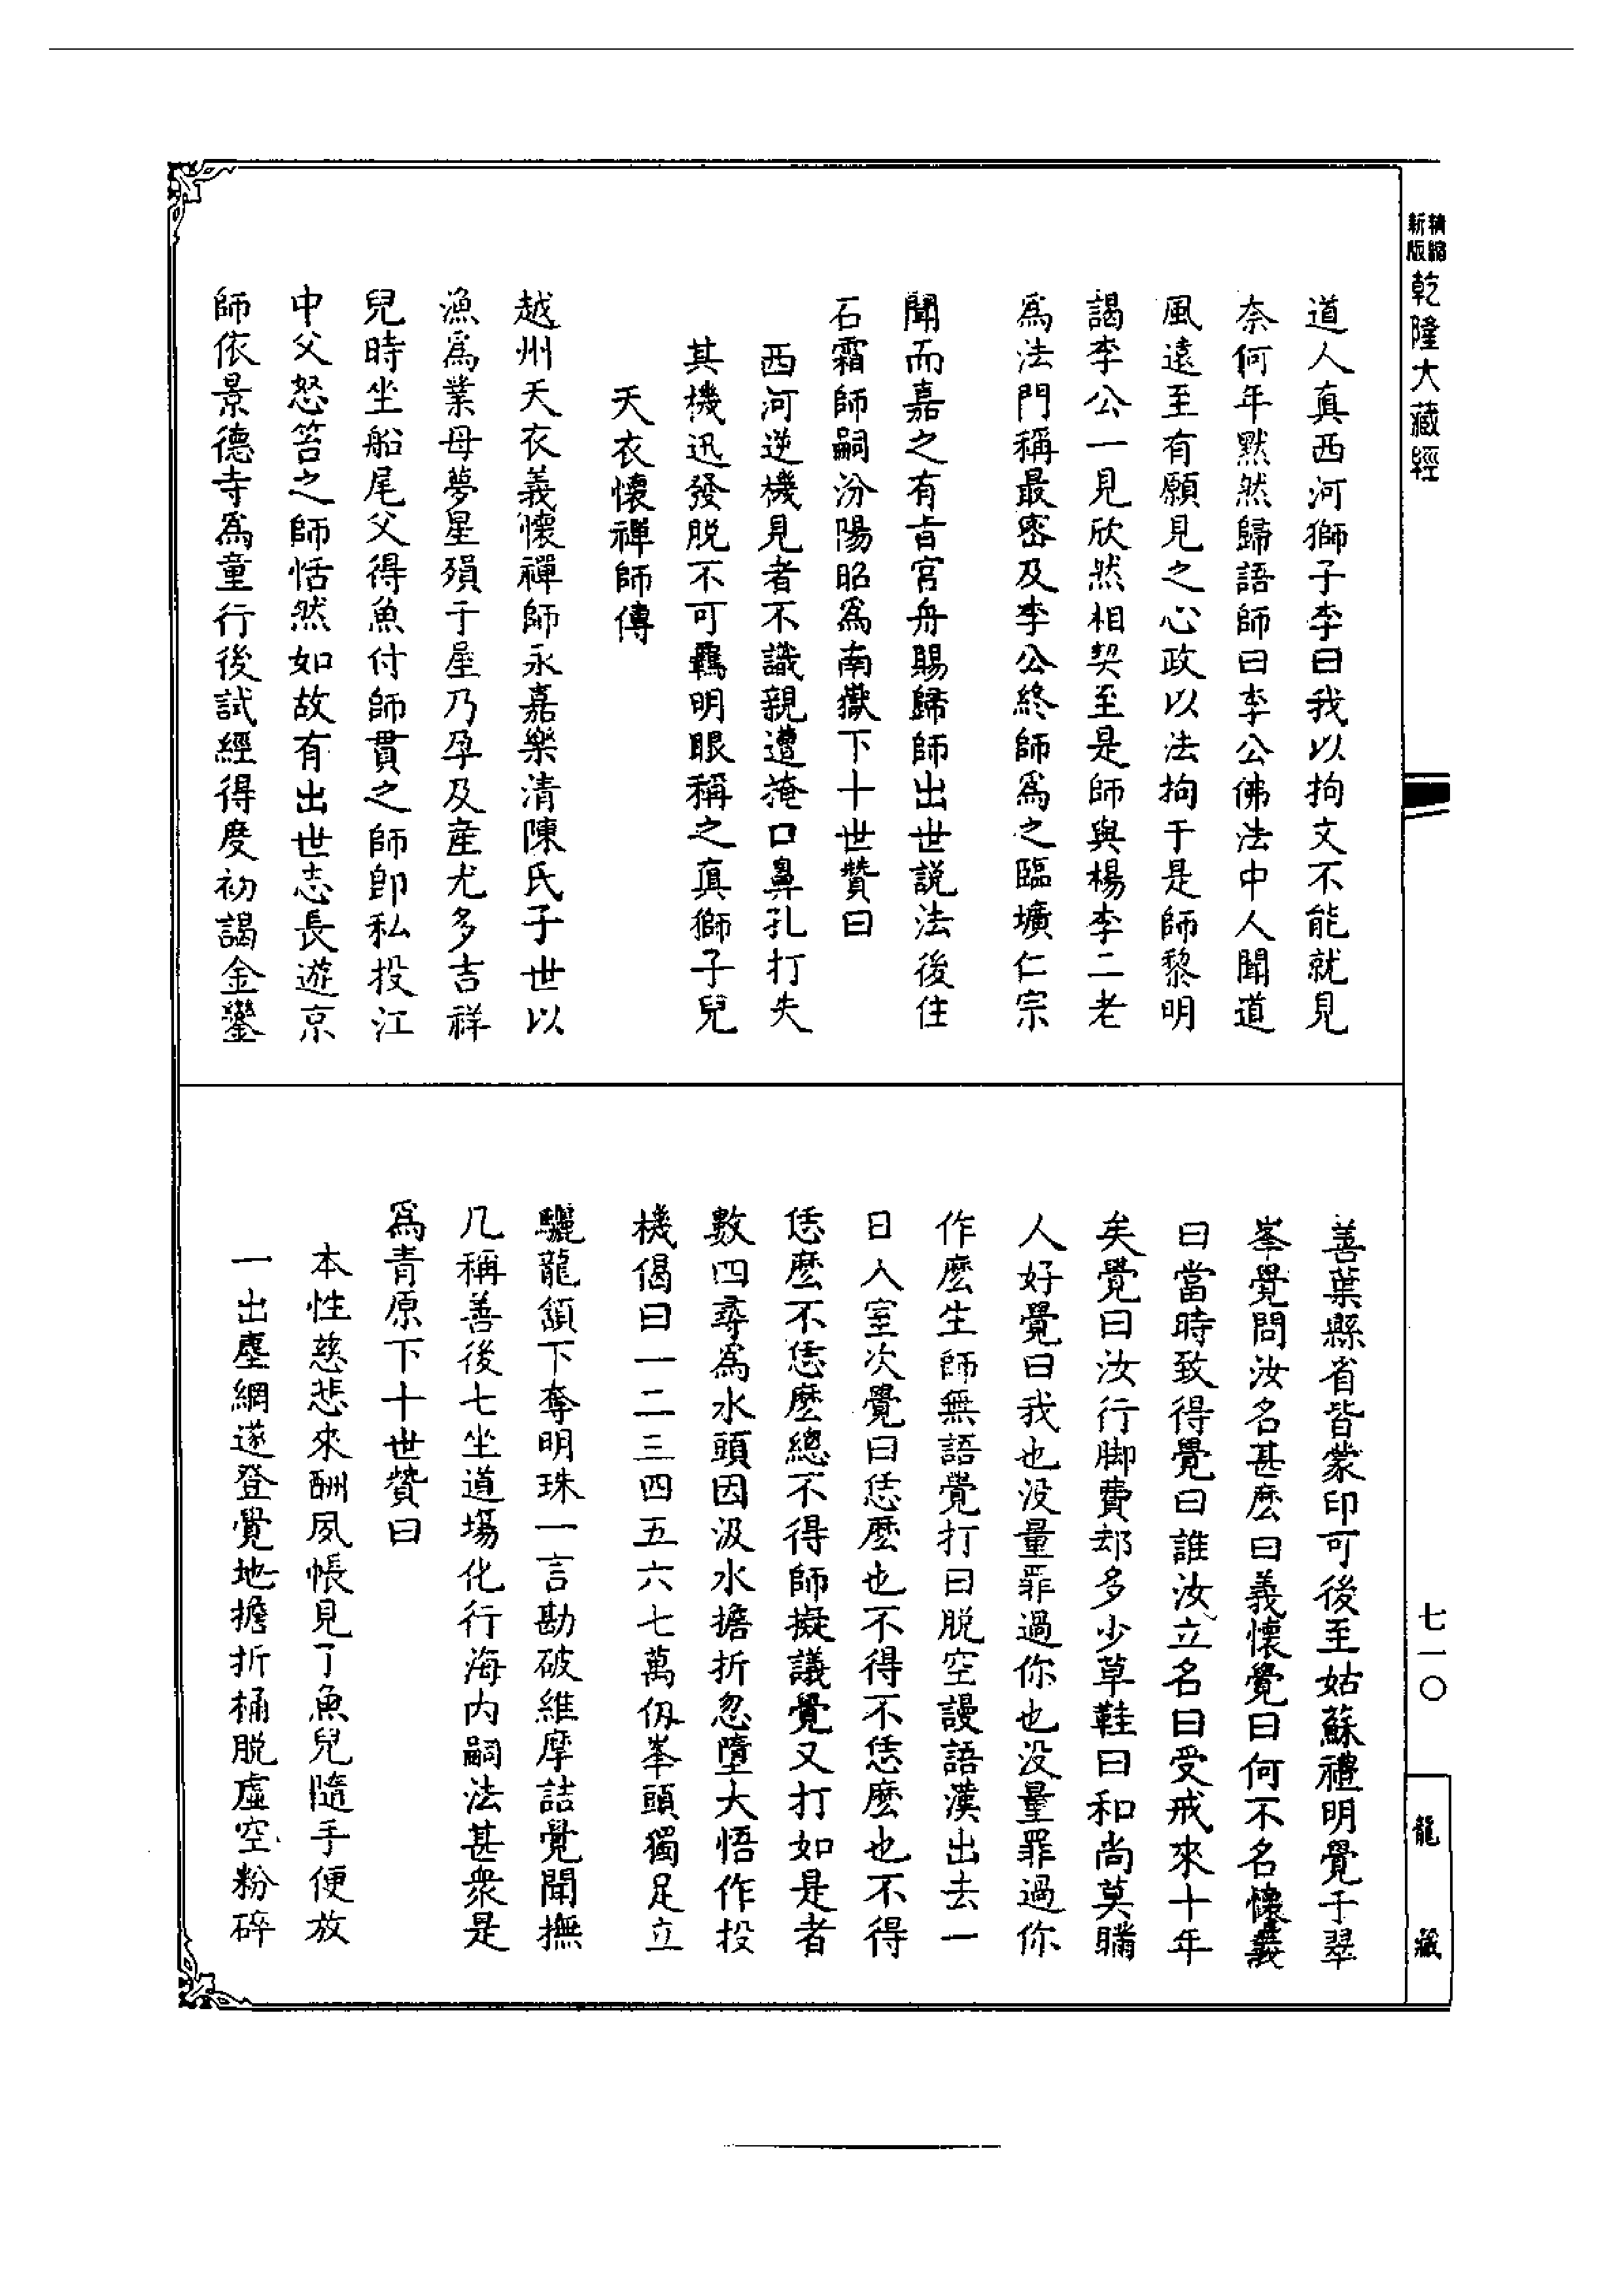 新版精縮
乾隆大藏經
道人真西河獅子李曰我以拘文不能就見
奈何年黙然歸語師曰李公佛法中人聞道
風遠至有願見之心政以法拘于是師黎明
謁李公一見欣然相契至是師與楊李二老
為法門稱最密及李公終師為之臨壙仁宗
聞而嘉之有旨官舟賜歸師出世説法後住
石霜師嗣汾陽昭為南嶽下十世贊曰
西河逆機見者不識親遭掩口鼻孔打失
其機迅發脱不可羈明眼稱之真獅子兒
天衣懷禪師傳
越州天衣義懷禪師永嘉樂清陳氏子世以
漁為業母夢星殞于屋乃孕及產尤多吉祥
兒時坐船尾父得魚付師貫之師卽私投江
中父怒笞之師恬然如故有出世志長遊京
師依景德寺為童行後試經得度初謁金鑾
善葉縣省皆蒙印可後至姑蘇禮明覺于翠
峯覺問汝名甚麽曰義懷覺曰何不名懷義
曰當時致得覺曰誰汝立名曰受戒來十年
矣覺曰汝行脚費却多少草鞋曰和尚莫瞞
人好覺曰我也没量罪過你也没量罪過你
作麽生師無語覺打曰脱空謾語漢出去一
日入室次覺曰恁麽也不得不恁麽也不得
恁麽不恁麽總不得師擬議覺又打如是者
數四尋為水頭因汲水擔折忽墮大悟作投
機偈曰一二三四五六七萬仭峯頭獨足立
驪龍頷下奪明珠一言勘破維摩詰覺聞撫
几稱善後七坐道場化行海内嗣法甚衆是
為青原下十世贊曰
本性慈悲來酬夙帳見了魚兒隨手便放
一出塵網遂登覺地擔折桶脱虛空粉碎
七一〇
龍藏